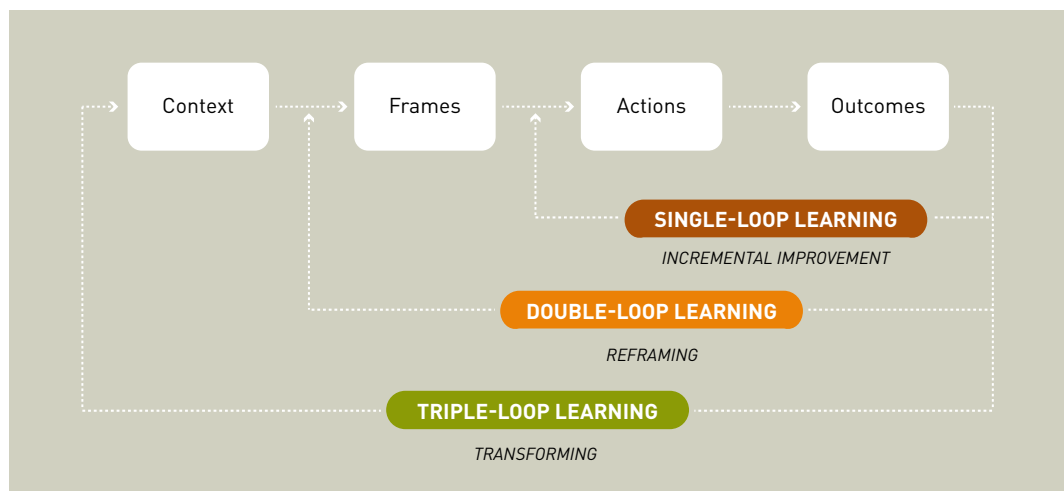 Context
Frames
Actions
Outcomes
SINGLE-LOOP LEARNING
INCREMENTAL IMPROVEMENT
DOUBLE-LOOP LEARNING
REFRAMING
TRIPLE-LOOP LEARNING
TRANSFORMING